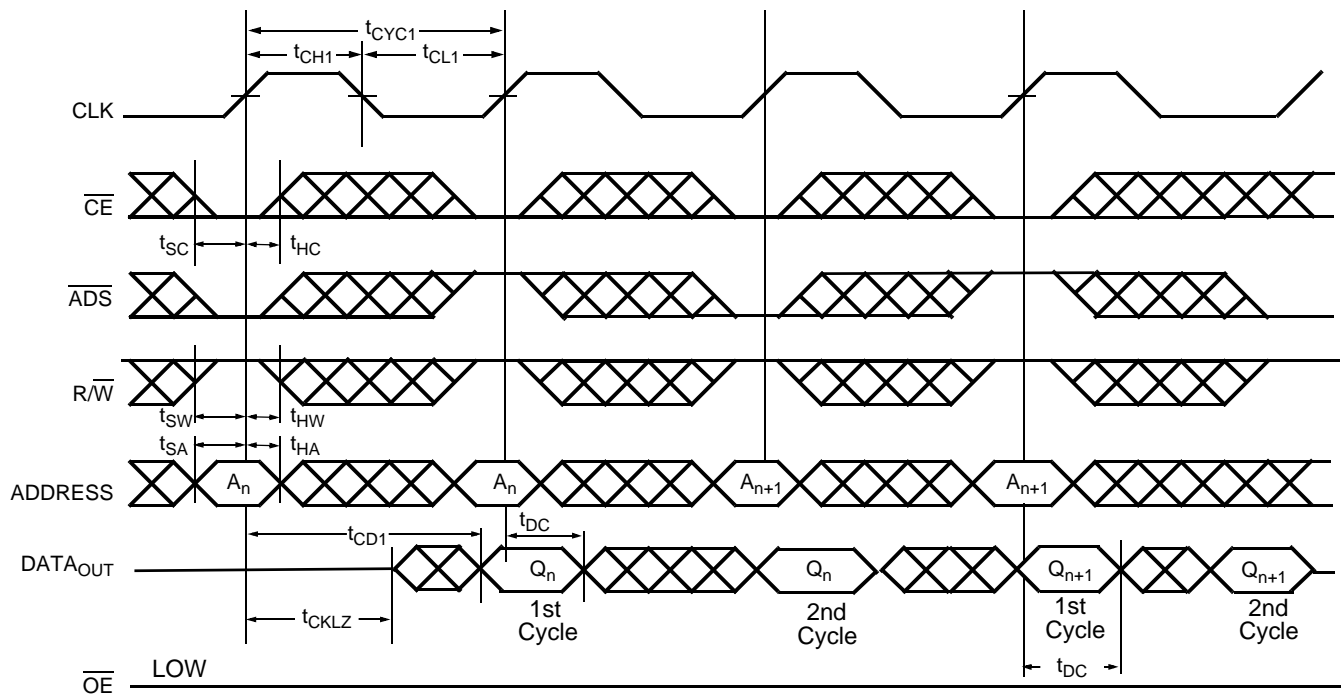 tCYC1
tCH1 tCL1
CLK
CE
tSC tHC
ADS
R/W
tSW tHW
tSA tHA
ADDRESS An An An+1 An+1
tCD1 tDC
DATAOUT Qn Qn Qn+1 Qn+1
tCKLZ 1st Cycle 2nd Cycle 1st Cycle 2nd Cycle
tDC
OE LOW